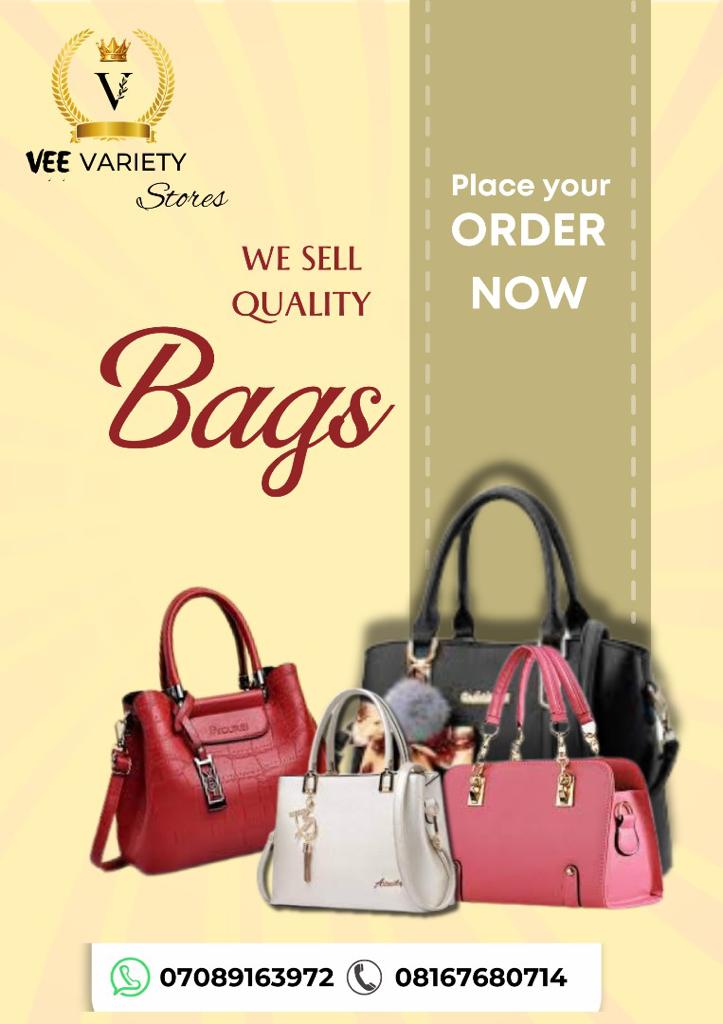 V
VEE VARIETY
Stores
Place your
ORDER
NOW
WE SELL
QUALITY
Bags
07089163972 08167680714